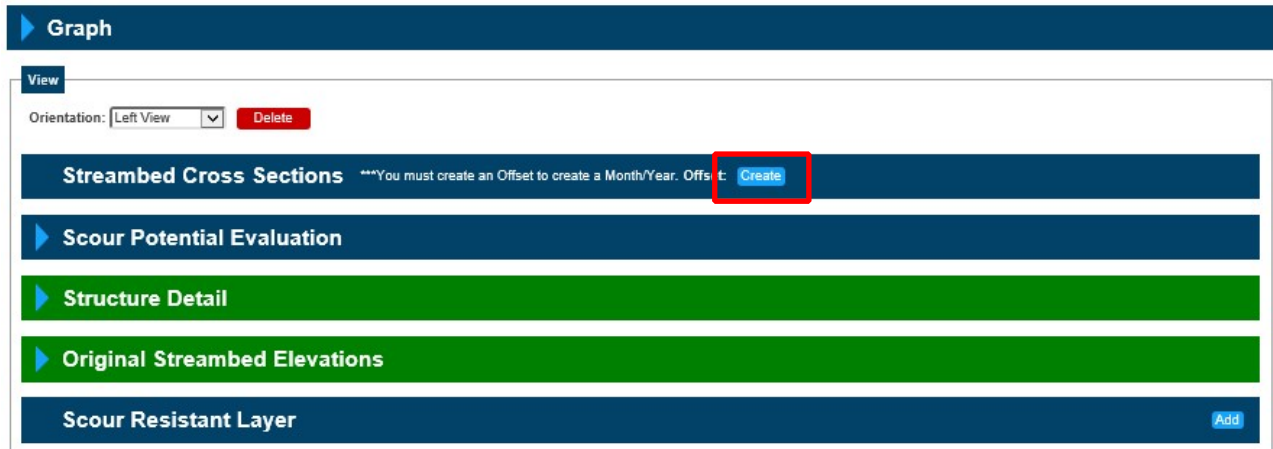 Graph
View
Orientation: Left View Delete
Streambed Cross Sections ***You must create an Offset to create a Month/Year. Offset: Create
Scour Potential Evaluation
Structure Detail
Original Streambed Elevations
Scour Resistant Layer Add